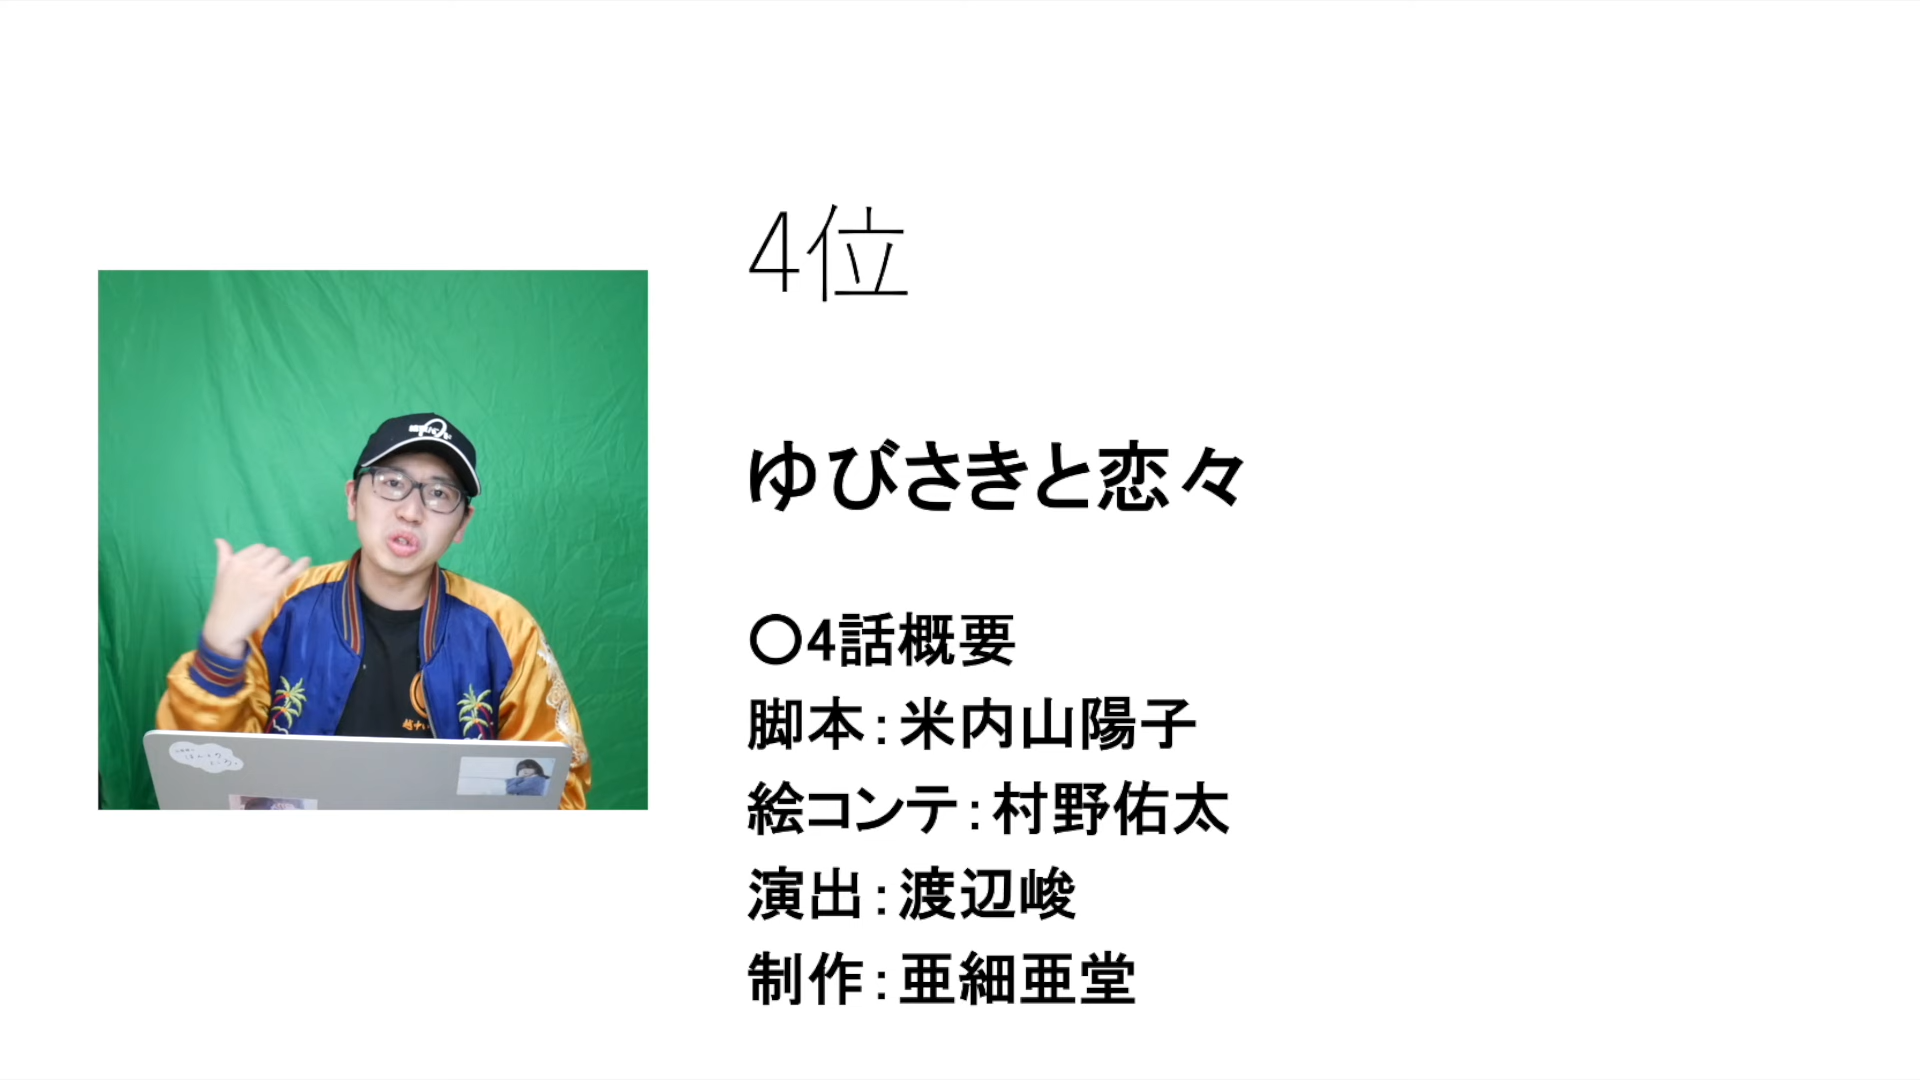 4位
ゆびさきと恋々
〇4話概要
脚本：米内山陽子
絵コンテ：村野佑太
演出：渡辺峻
制作：亜細亜堂